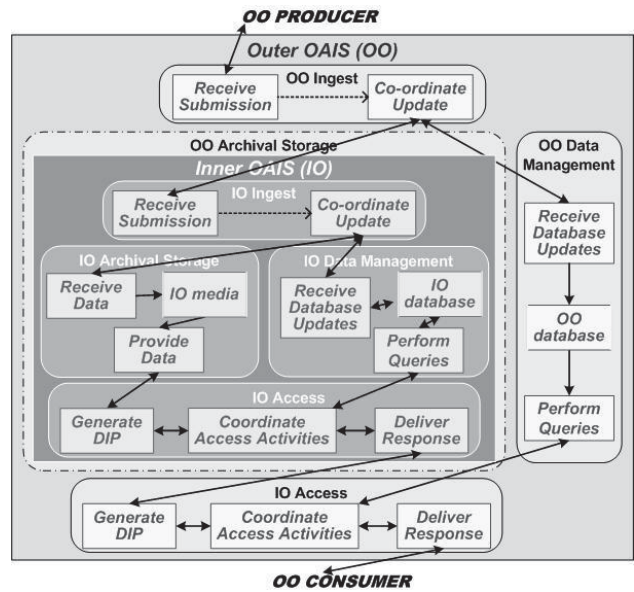 OO PRODUCER
Outer OAIS (OO)
OO Ingest
Receive
Submission
Co-ordinate
Update
OO Archival Storage
Inner OAIS (IO)
IO Ingest
Receive
Submission
Co-ordinate
Update
IO Archival Storage
Receive
Data
IO media
Provide
Data
IO Data Management
Receive
Database
Updates
IO
database
Perform
Queries
IO Access
Generate
DIP
Coordinate
Access Activities
Deliver
Response
OO Data
Management
Receive
Database
Updates
OO
database
Perform
Queries
IO Access
Generate
DIP
Coordinate
Access Activities
Deliver
Response
OO CONSUMER